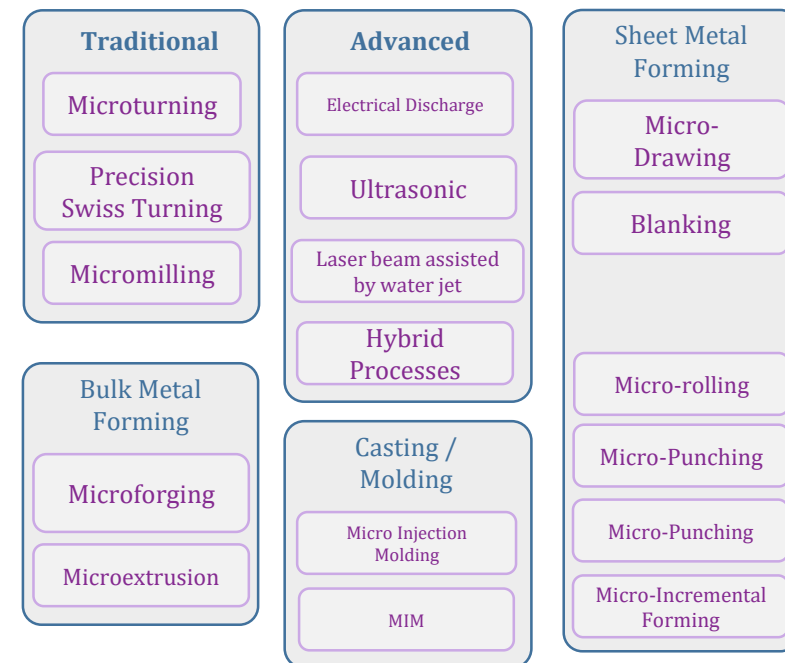 Traditional
Microturning
Precision
Swiss Turning
Micromilling
Bulk Metal
Forming
Microforging
Microextrusion
Advanced
Electrical Discharge
Ultrasonic
Laser beam assisted
by water jet
Hybrid
Processes
Casting /
Molding
Micro Injection
Molding
MIM
Sheet Metal
Forming
Micro-
Drawing
Blanking
Micro-rolling
Micro-Punching
Micro-Punching
Micro-Incremental
Forming